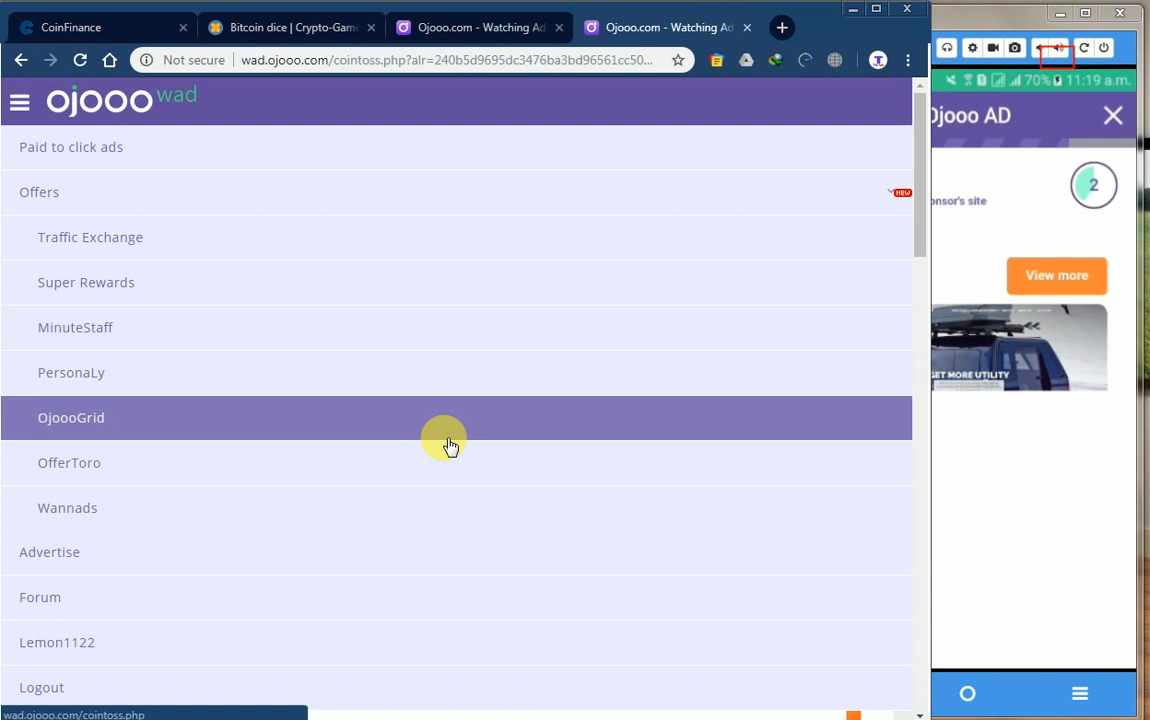 CoinFinance
Bitcoin dice | Crypto-Game
Ojooo.com - Watching Ad
Ojooo.com - Watching Ad
Not secure
wad.ojooo.com/cointoss.php?alr=240b5d9695dc3476ba3bd96561cc50...
ojooo wad
Paid to click ads
Offers
NEW
Traffic Exchange
Super Rewards
MinuteStaff
PersonaLy
OjoooGrid
OfferToro
Wannads
Advertise
Forum
Lemon1122
Logout
wad.ojooo.com/cointoss.php
70% 11:19 a.m.
Ojooo AD
2
onsor's site
View more
GET MORE UTILITY